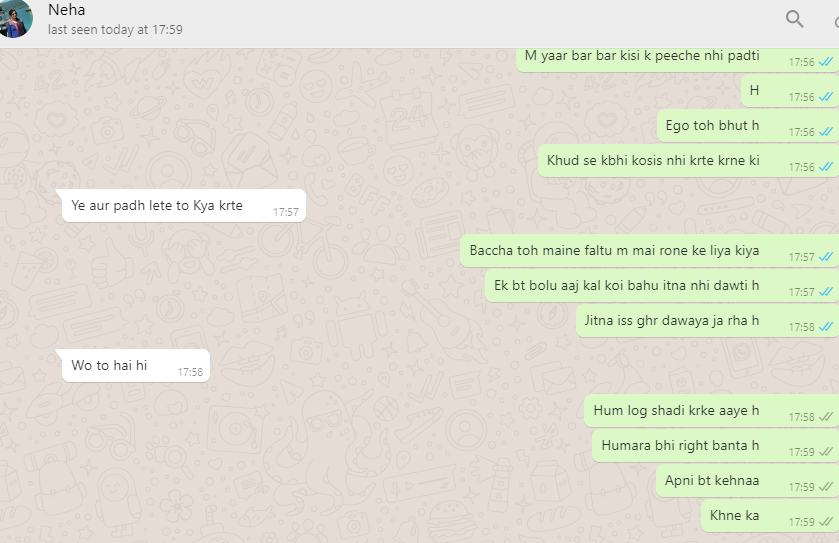 Neha
last seen today at 17:59
M yaar bar bar kisi k peeche nhi padti 17:56
H 17:56
Ego toh bhut h 17:56
Khud se kbhi kosis nhi krte krne ki 17:56
Ye aur padh lete to Kya krte 17:57
Baccha toh maine faltu m mai rone ke liya kiya 17:57
Ek bt bolu aaj kal koi bahu itna nhi dawti h 17:57
Jitna iss ghr dawaya ja rha h 17:58
Wo to hai hi 17:58
Hum log shadi krke aaye h 17:58
Humara bhi right banta h 17:59
Apni bt kehnaa 17:59
Khne ka 17:59